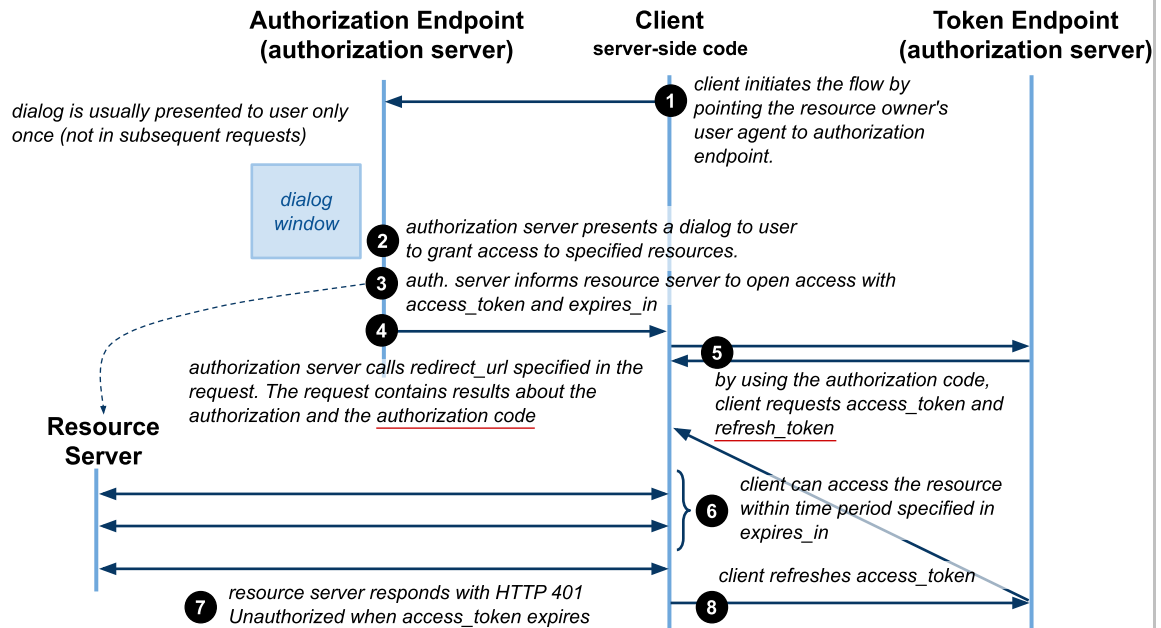 Authorization Endpoint
(authorization server)
Client
server-side code
Token Endpoint
(authorization server)
1
client initiates the flow by
pointing the resource owner's
user agent to authorization
endpoint.
dialog is usually presented to user only
once (not in subsequent requests)
dialog
window
2
authorization server presents a dialog to user
to grant access to specified resources.
3
auth. server informs resource server to open access with
access_token and expires_in
4
authorization server calls redirect_url specified in the
request. The request contains results about the
authorization and the authorization code
5
by using the authorization code,
client requests access_token and
refresh_token
Resource
Server
6
client can access the resource
within time period specified in
expires_in
7
resource server responds with HTTP 401
Unauthorized when access_token expires
client refreshes access_token
8